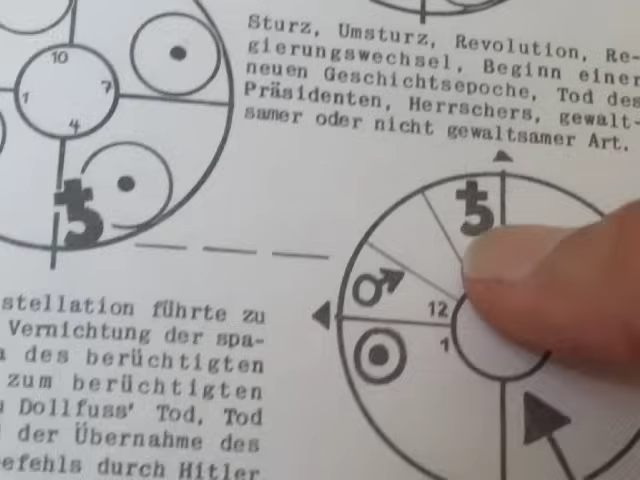 Sturz, Umsturz, Revolution, Re-
gierungswechsel, Beginn einer
neuen Geschichtsepoche, Tod des
Präsidenten, Herrschers, gewalt-
samer oder nicht gewaltsamer Art.
10
1
7
4
12
1
stellation führte zu
Vernichtung der spa-
des berüchtigten
zum berüchtigten
Dollfuss' Tod, Tod
der Übernahme des
efehls durch Hitler